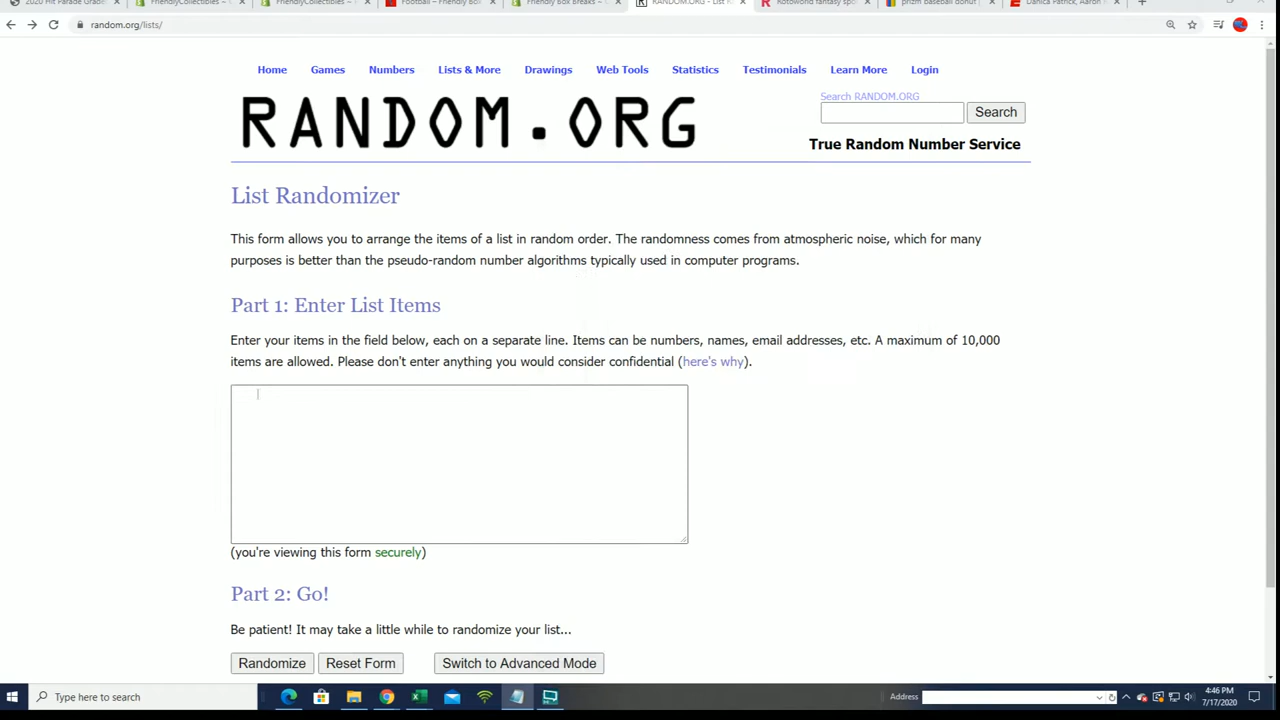 2020 Hit Parade Grade
FriendlyCollectibles ~
FriendlyCollectibles ~
Football – Friendly Bo
Friendly Box Breaks ~
RANDOM.ORG - List R
Rotoworld fantasy spo
prizm baseball donut
Danica Patrick, Aaron
random.org/lists/
Home Games Numbers Lists & More Drawings Web Tools Statistics Testimonials Learn More Login
RANDOM.ORG
Search RANDOM.ORG
Search
True Random Number Service
List Randomizer
This form allows you to arrange the items of a list in random order. The randomness comes from atmospheric noise, which for many
purposes is better than the pseudo-random number algorithms typically used in computer programs.
Part 1: Enter List Items
Enter your items in the field below, each on a separate line. Items can be numbers, names, email addresses, etc. A maximum of 10,000
items are allowed. Please don't enter anything you would consider confidential (here's why).
(you're viewing this form securely)
Part 2: Go!
Be patient! It may take a little while to randomize your list...
Randomize Reset Form Switch to Advanced Mode
Type here to search
Address
4:46 PM
7/17/2020